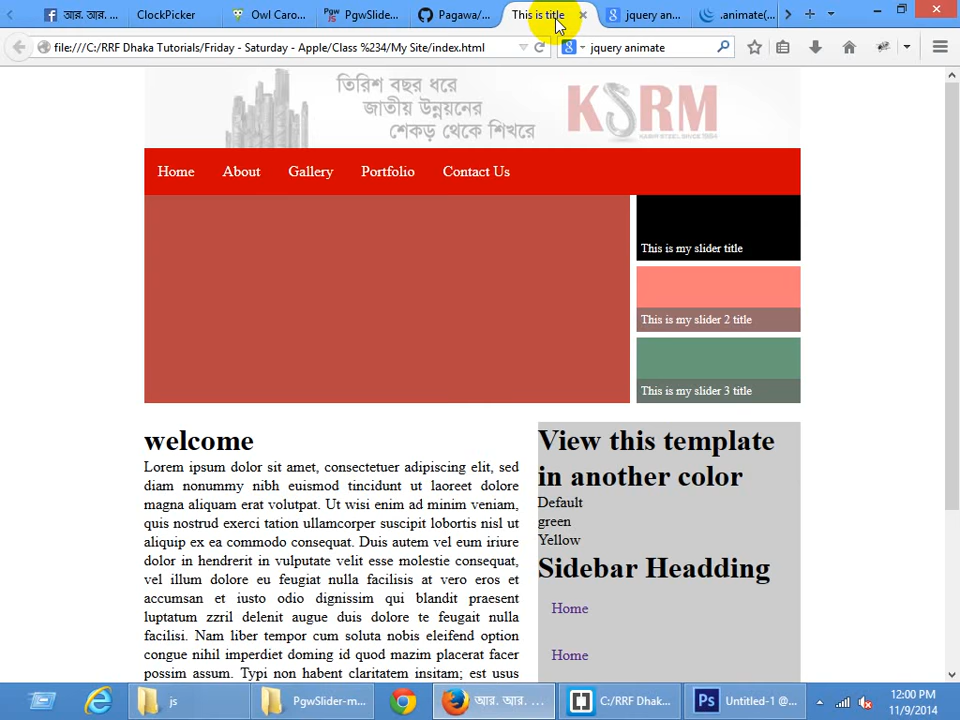 আর. আর. ...
ClockPicker
Owl Caro...
PgwSlide...
Pagawa/...
This is title
jquery an...
.animate(...
file:///C:/RRF Dhaka Tutorials/Friday - Saturday - Apple/Class %234/My Site/index.html
jquery animate
তিরিশ বছর ধরে
জাতীয় উন্নয়নের
শেকড় থেকে শিখরে
KSRM
KABIR STEEL SINCE 1984
Home About Gallery Portfolio Contact Us
This is my slider title
This is my slider 2 title
This is my slider 3 title
welcome
Lorem ipsum dolor sit amet, consectetuer adipiscing elit, sed
diam nonummy nibh euismod tincidunt ut laoreet dolore
magna aliquam erat volutpat. Ut wisi enim ad minim veniam,
quis nostrud exerci tation ullamcorper suscipit lobortis nisl ut
aliquip ex ea commodo consequat. Duis autem vel eum iriure
dolor in hendrerit in vulputate velit esse molestie consequat,
vel illum dolore eu feugiat nulla facilisis at vero eros et
accumsan et iusto odio dignissim qui blandit praesent
luptatum zzril delenit augue duis dolore te feugait nulla
facilisi. Nam liber tempor cum soluta nobis eleifend option
congue nihil imperdiet doming id quod mazim placerat facer
possim assum. Typi non habent claritatem insitam; est usus
View this template
in another color
Default
green
Yellow
Sidebar Headding
Home
Home
js
PgwSlider-m...
আর. আর. ...
C:/RRF Dhak...
Untitled-1 @...
12:00 PM
11/9/2014